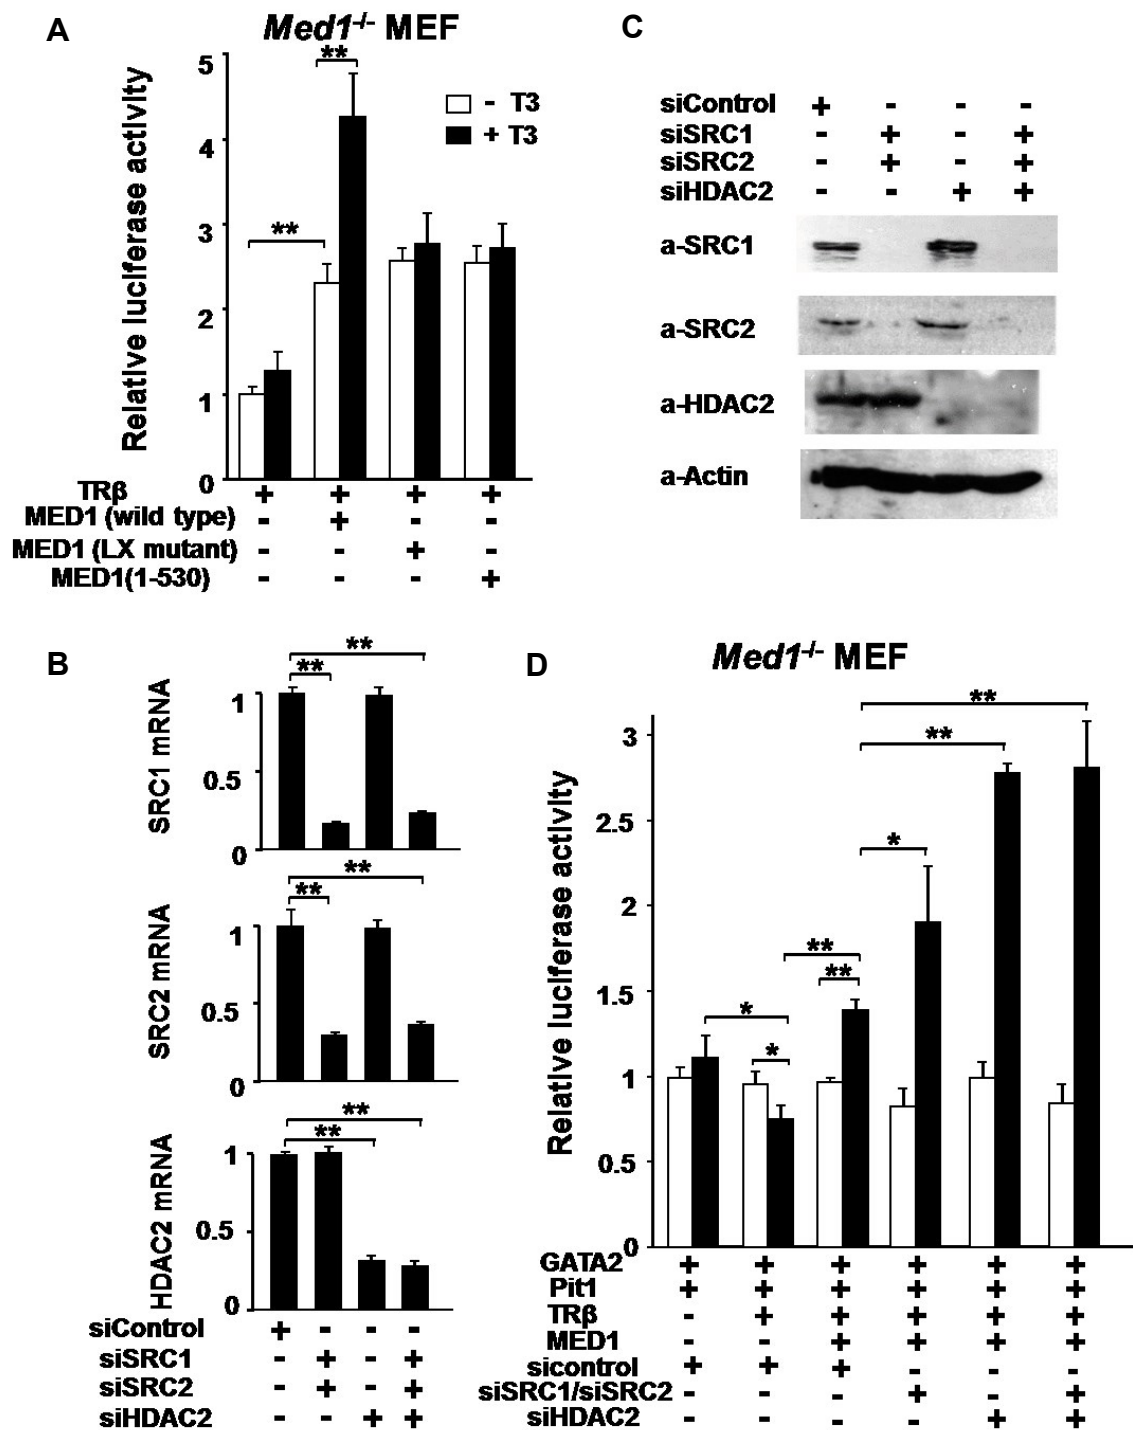 A
Med1-/- MEF
Relative luciferase activity
5
4
3
2
1
0
**
**
- T3
+ T3
TRβ + + + +
MED1 (wild type) - + - -
MED1 (LX mutant) - - + -
MED1(1-530) - - - +
C
siControl + - - -
siSRC1 - + - +
siSRC2 - + - +
siHDAC2 - - + +
a-SRC1
a-SRC2
a-HDAC2
a-Actin
B
SRC1 mRNA
1
0.5
0
**
**
SRC2 mRNA
1
0.5
0
**
**
HDAC2 mRNA
1
0.5
0
**
**
siControl + - - -
siSRC1 - + - +
siSRC2 - + - +
siHDAC2 - - + +
D
Med1-/- MEF
Relative luciferase activity
3
2.5
2
1.5
1
0.5
0
**
**
*
**
**
*
*
GATA2 + + + + + +
Pit1 + + + + + +
TRβ - + + + + +
MED1 - - + + + +
sicontrol + + + - - -
siSRC1/siSRC2 - - - + - +
siHDAC2 - - - - + +